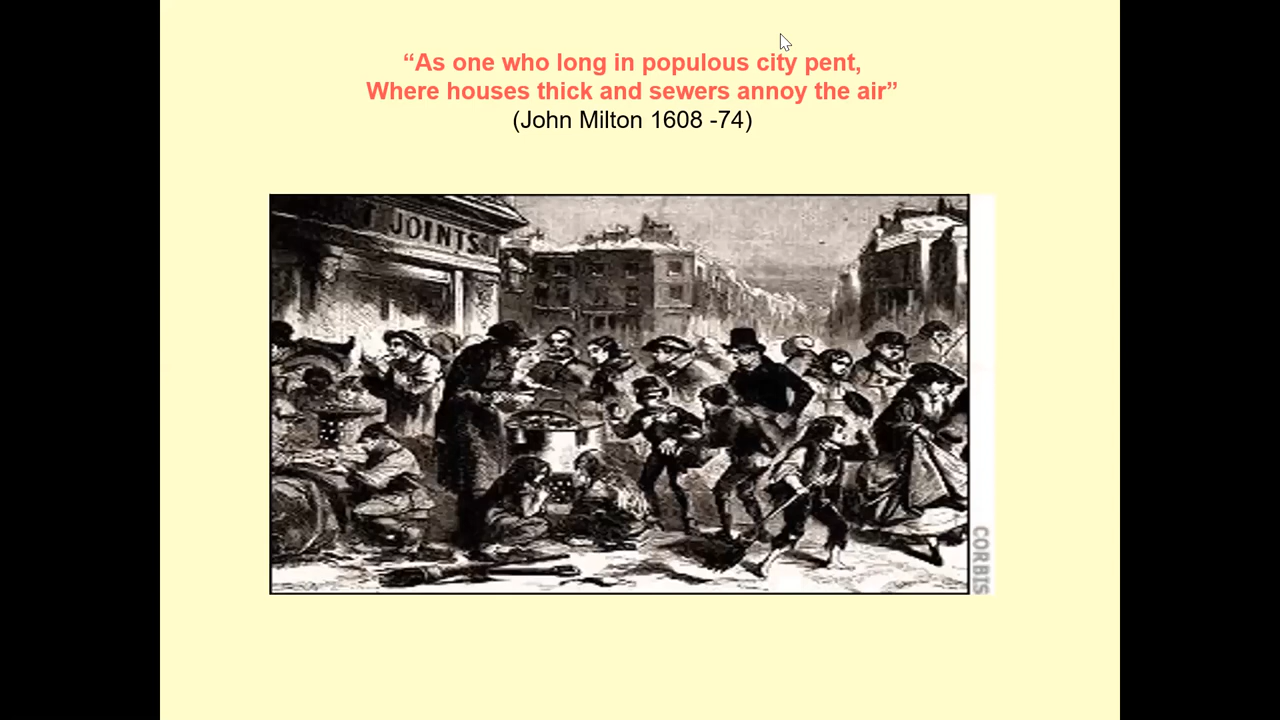 “As one who long in populous city pent,
Where houses thick and sewers annoy the air”
(John Milton 1608 -74)
JOINTS
CORBIS